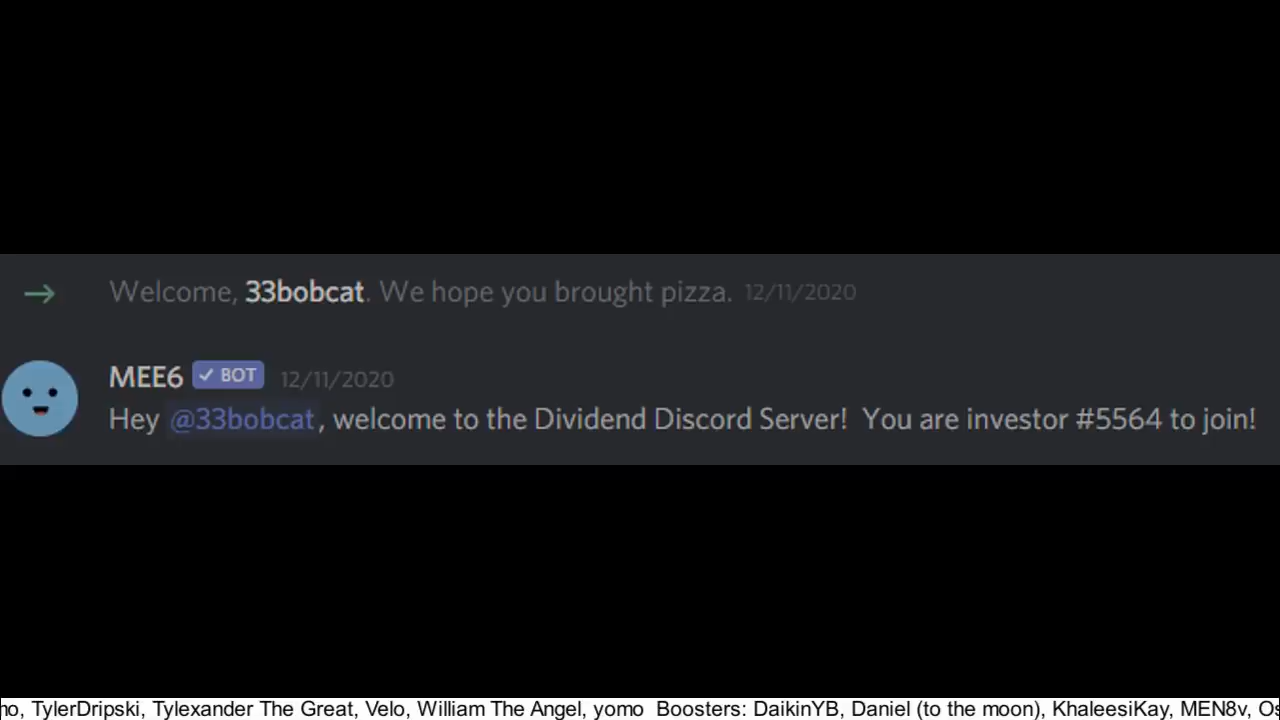 Welcome, 33bobcat. We hope you brought pizza. 12/11/2020
MEE6 BOT 12/11/2020
Hey @33bobcat, welcome to the Dividend Discord Server! You are investor #5564 to join!
TylerDripski, Tylexander The Great, Velo, William The Angel, yomo Boosters: DaikinYB, Daniel (to the moon), KhaleesiKay, MEN8v,